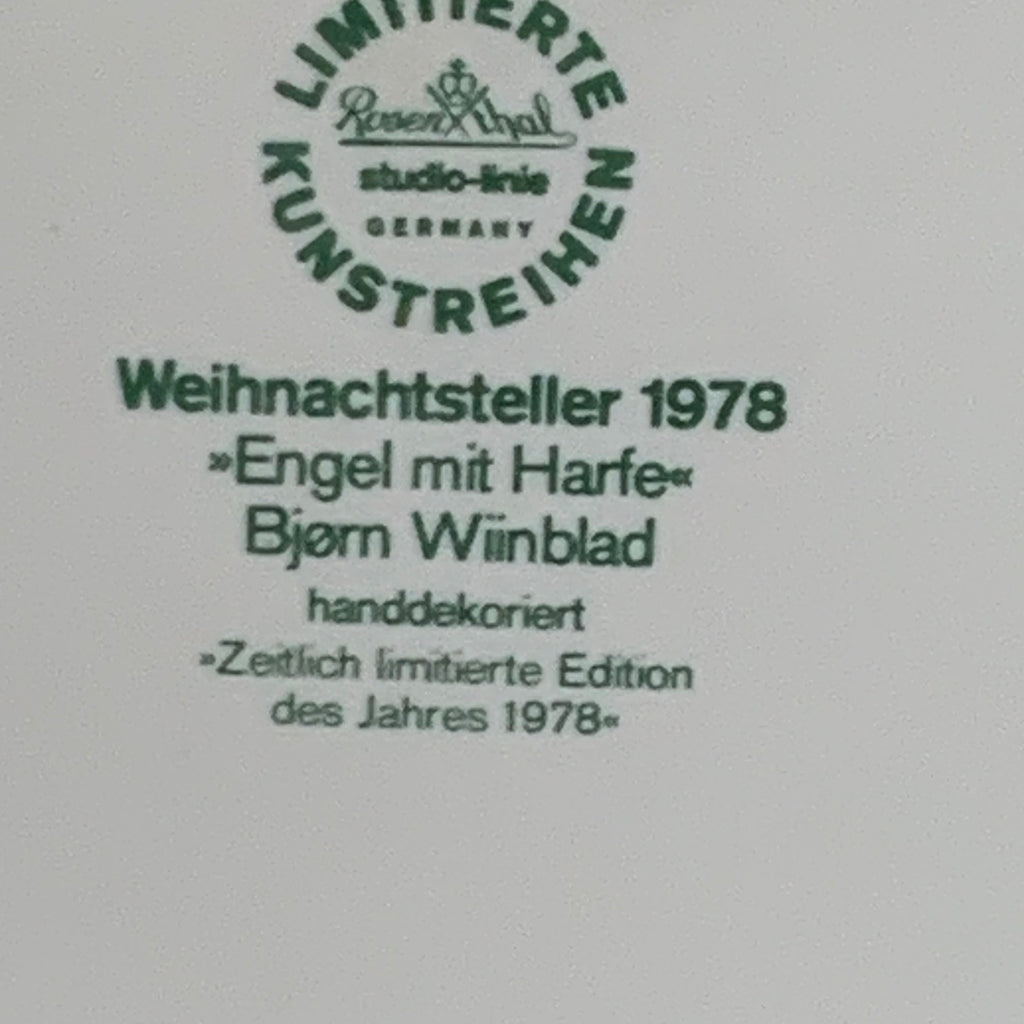 LIMITIERTE
Rosenthal
studio-linie
GERMANY
KUNSTREIHEN
Weihnachtsteller 1978
»Engel mit Harfe«
Bjørn Wiinblad
handdekoriert
»Zeitlich limitierte Edition
des Jahres 1978«